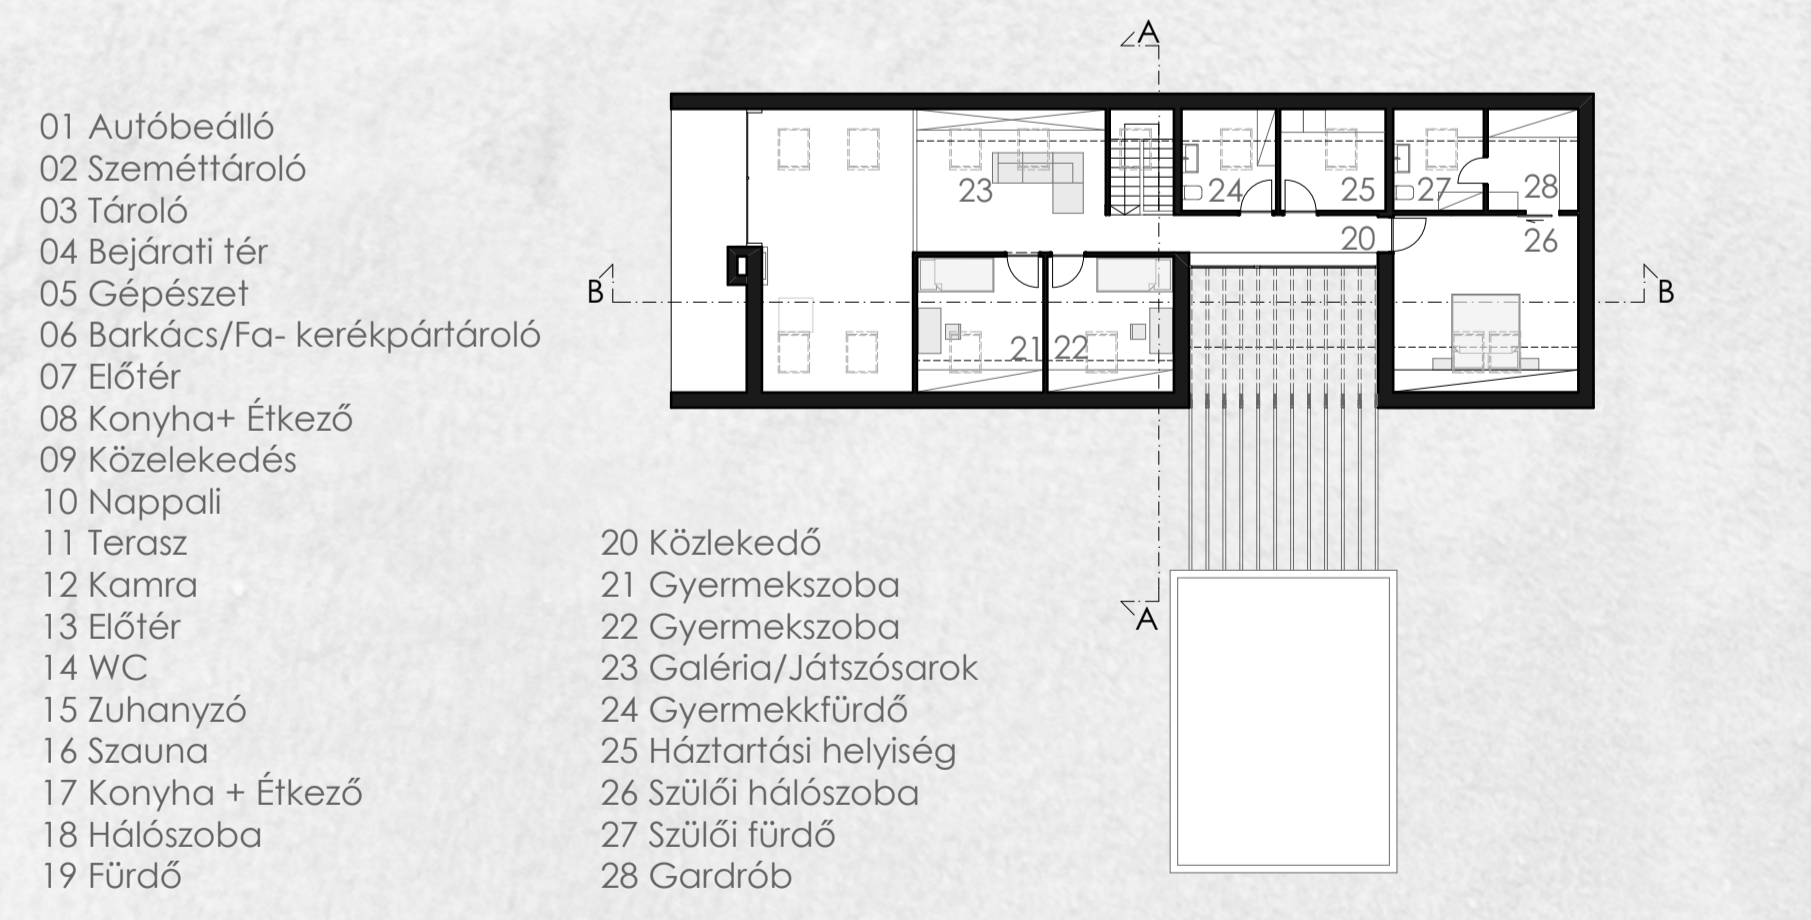 01 Autóbeálló
02 Szeméttároló
03 Tároló
04 Bejárati tér
05 Gépészet
06 Barkács/Fa- kerékpártároló
07 Előtér
08 Konyha+ Étkező
09 Közelekedés
10 Nappali
11 Terasz
12 Kamra
13 Előtér
14 WC
15 Zuhanyzó
16 Szauna
17 Konyha + Étkező
18 Hálószoba
19 Fürdő
20 Közlekedő
21 Gyermekszoba
22 Gyermekszoba
23 Galéria/Játszósarok
24 Gyermekkfürdő
25 Háztartási helyiség
26 Szülői hálószoba
27 Szülői fürdő
28 Gardrób
A
23
24
25
27
28
20
26
B
B
21
22
A